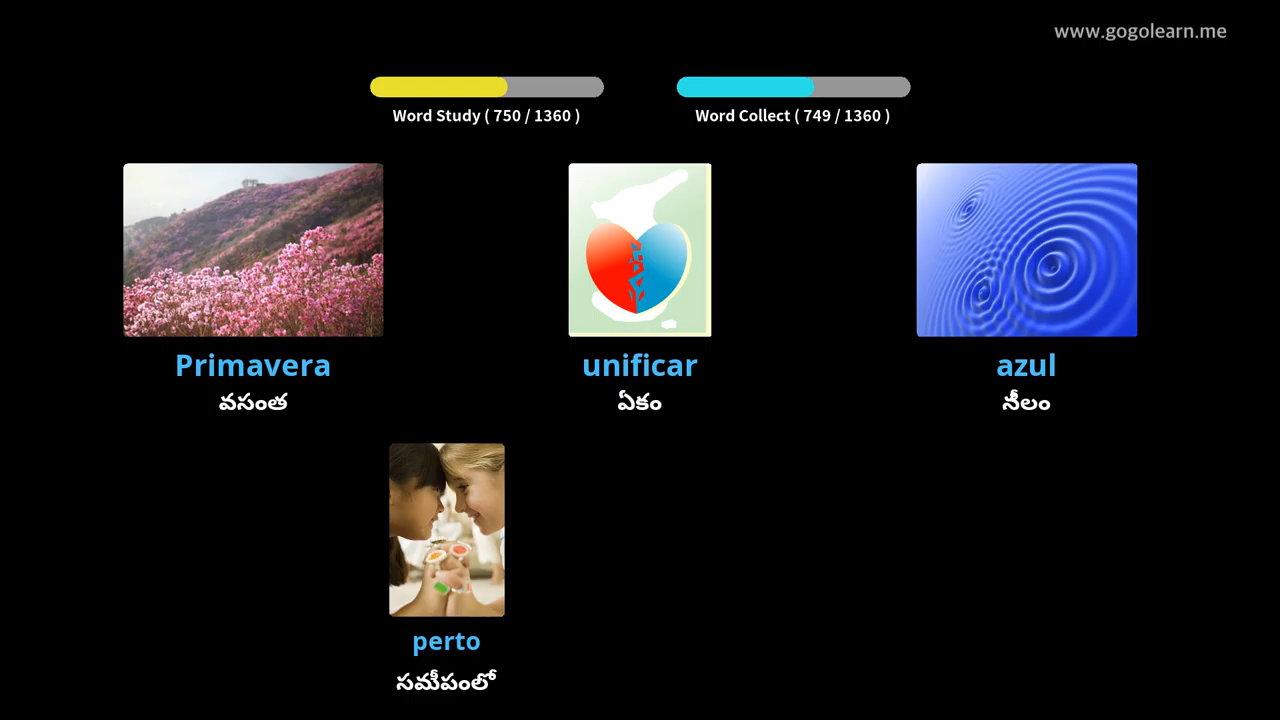 www.gogolearn.me
Word Study ( 750 / 1360 )
Word Collect ( 749 / 1360 )
Primavera
వసంత
unificar
ఏకం
azul
నీలం
perto
సమీపంలో